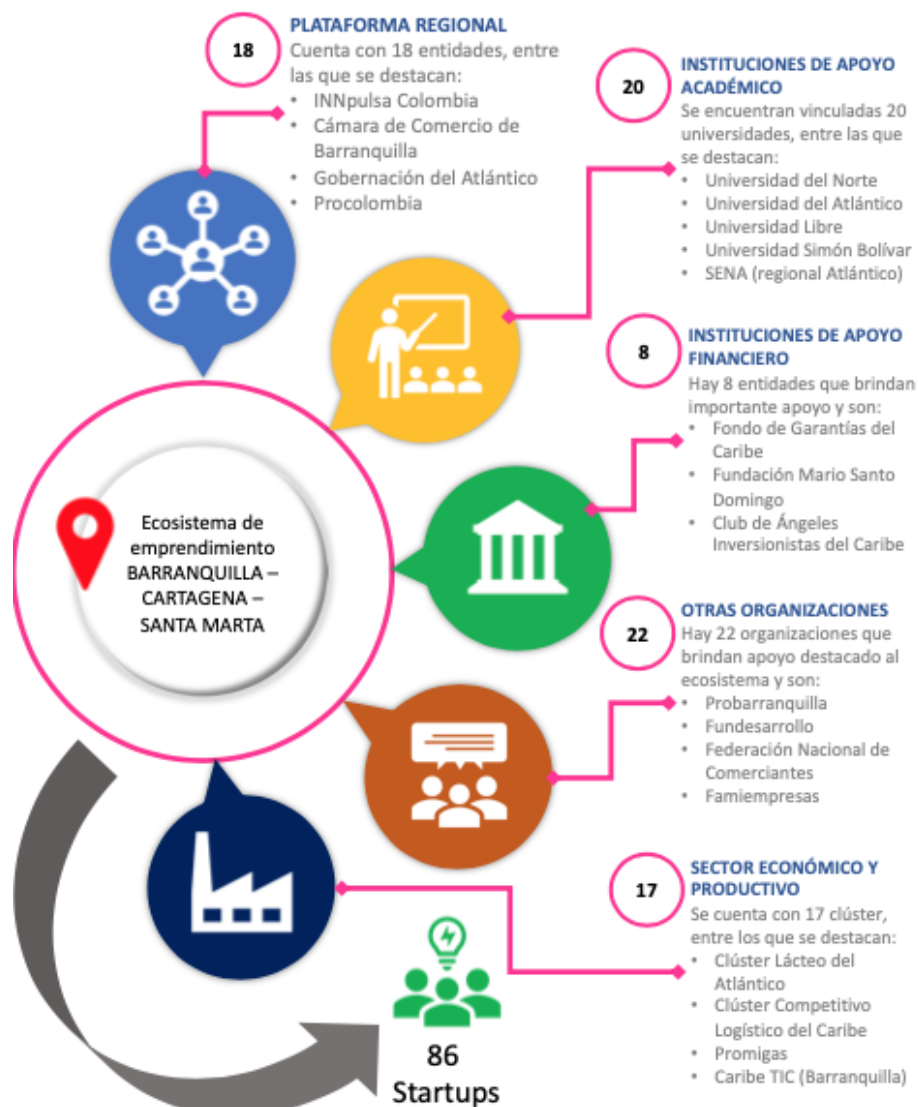 18
PLATAFORMA REGIONAL
Cuenta con 18 entidades, entre
las que se destacan:
• INNpulsa Colombia
• Cámara de Comercio de
Barranquilla
• Gobernación del Atlántico
• Procolombia
20
INSTITUCIONES DE APOYO
ACADÉMICO
Se encuentran vinculadas 20
universidades, entre las que
se destacan:
• Universidad del Norte
• Universidad del Atlántico
• Universidad Libre
• Universidad Simón Bolívar
• SENA (regional Atlántico)
8
INSTITUCIONES DE APOYO
FINANCIERO
Hay 8 entidades que brindan
importante apoyo y son:
• Fondo de Garantías del
Caribe
• Fundación Mario Santo
Domingo
• Club de Ángeles
Inversionistas del Caribe
Ecosistema de
emprendimiento
BARRANQUILLA –
CARTAGENA –
SANTA MARTA
22
OTRAS ORGANIZACIONES
Hay 22 organizaciones que
brindan apoyo destacado al
ecosistema y son:
• Probarranquilla
• Fundesarrollo
• Federación Nacional de
Comerciantes
• Famiempresas
17
SECTOR ECONÓMICO Y
PRODUCTIVO
Se cuenta con 17 clúster,
entre los que se destacan:
• Clúster Lácteo del
Atlántico
• Clúster Competitivo
Logístico del Caribe
• Promigas
• Caribe TIC (Barranquilla)
86
Startups